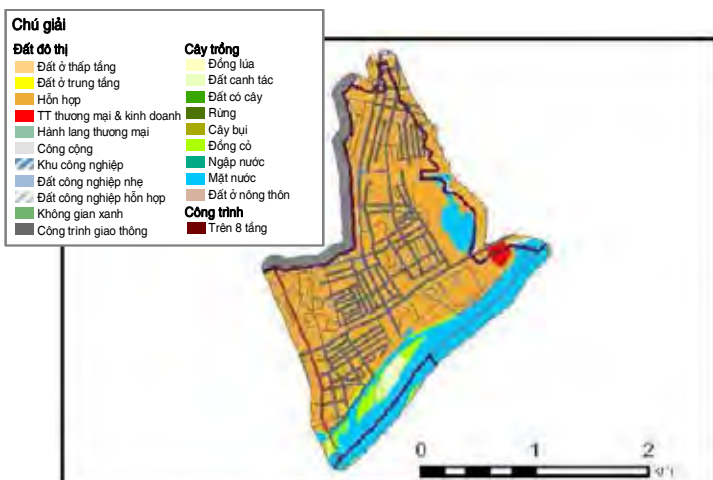 Chú giải
Đất đô thị
Đất ở thấp tầng
Đất ở trung tầng
Hỗn hợp
TT thương mại & kinh doanh
Hành lang thương mại
Công cộng
Khu công nghiệp
Đất công nghiệp nhẹ
Đất công nghiệp hỗn hợp
Không gian xanh
Công trình giao thông
Cây trồng
Đồng lúa
Đất canh tác
Đất có cây
Rừng
Cây bụi
Đồng cỏ
Ngập nước
Mặt nước
Đất ở nông thôn
Công trình
Trên 8 tầng
0 1 2